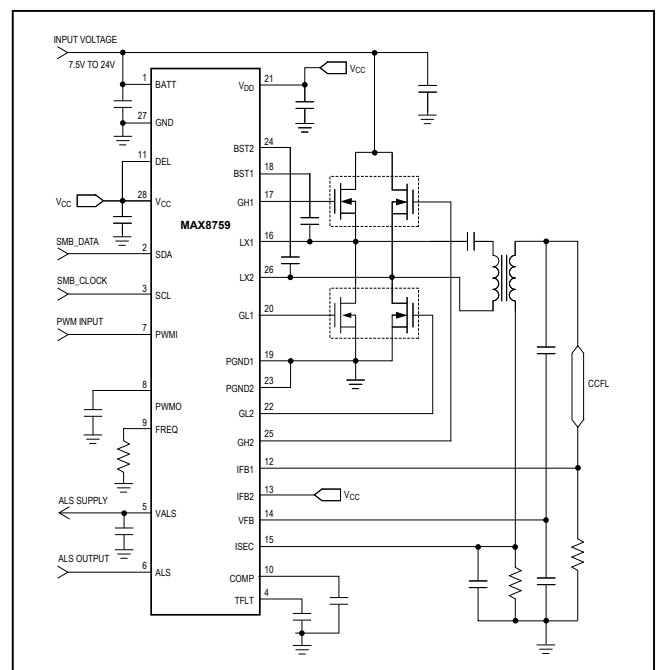 INPUT VOLTAGE
7.5V TO 24V
1 BATT
27 GND
11 DEL
VCC 28 VCC
MAX8759
SMB_DATA 2 SDA
SMB_CLOCK 3 SCL
PWM INPUT 7 PWMI
8 PWMO
9 FREQ
ALS SUPPLY 5 VALS
ALS OUTPUT 6 ALS
VDD 21 VCC
BST2 24
BST1 18
GH1 17
LX1 16
LX2 26
GL1 20
PGND1 19
PGND2 23
GL2 22
GH2 25
IFB1 12
IFB2 13 VCC
VFB 14
ISEC 15
COMP 10
TFLT 4
CCFL